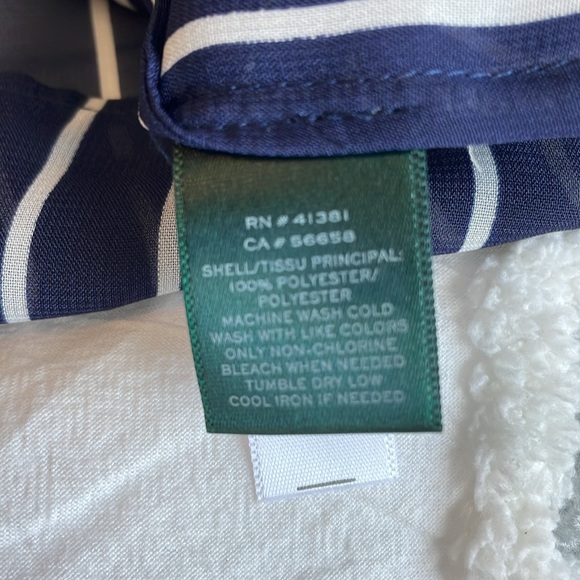 RN # 41381
CA # 56658
SHELL/TISSU PRINCIPAL:
100% POLYESTER/
POLYESTER
MACHINE WASH COLD
WASH WITH LIKE COLORS
ONLY NON-CHLORINE
BLEACH WHEN NEEDED
TUMBLE DRY LOW
COOL IRON IF NEEDED